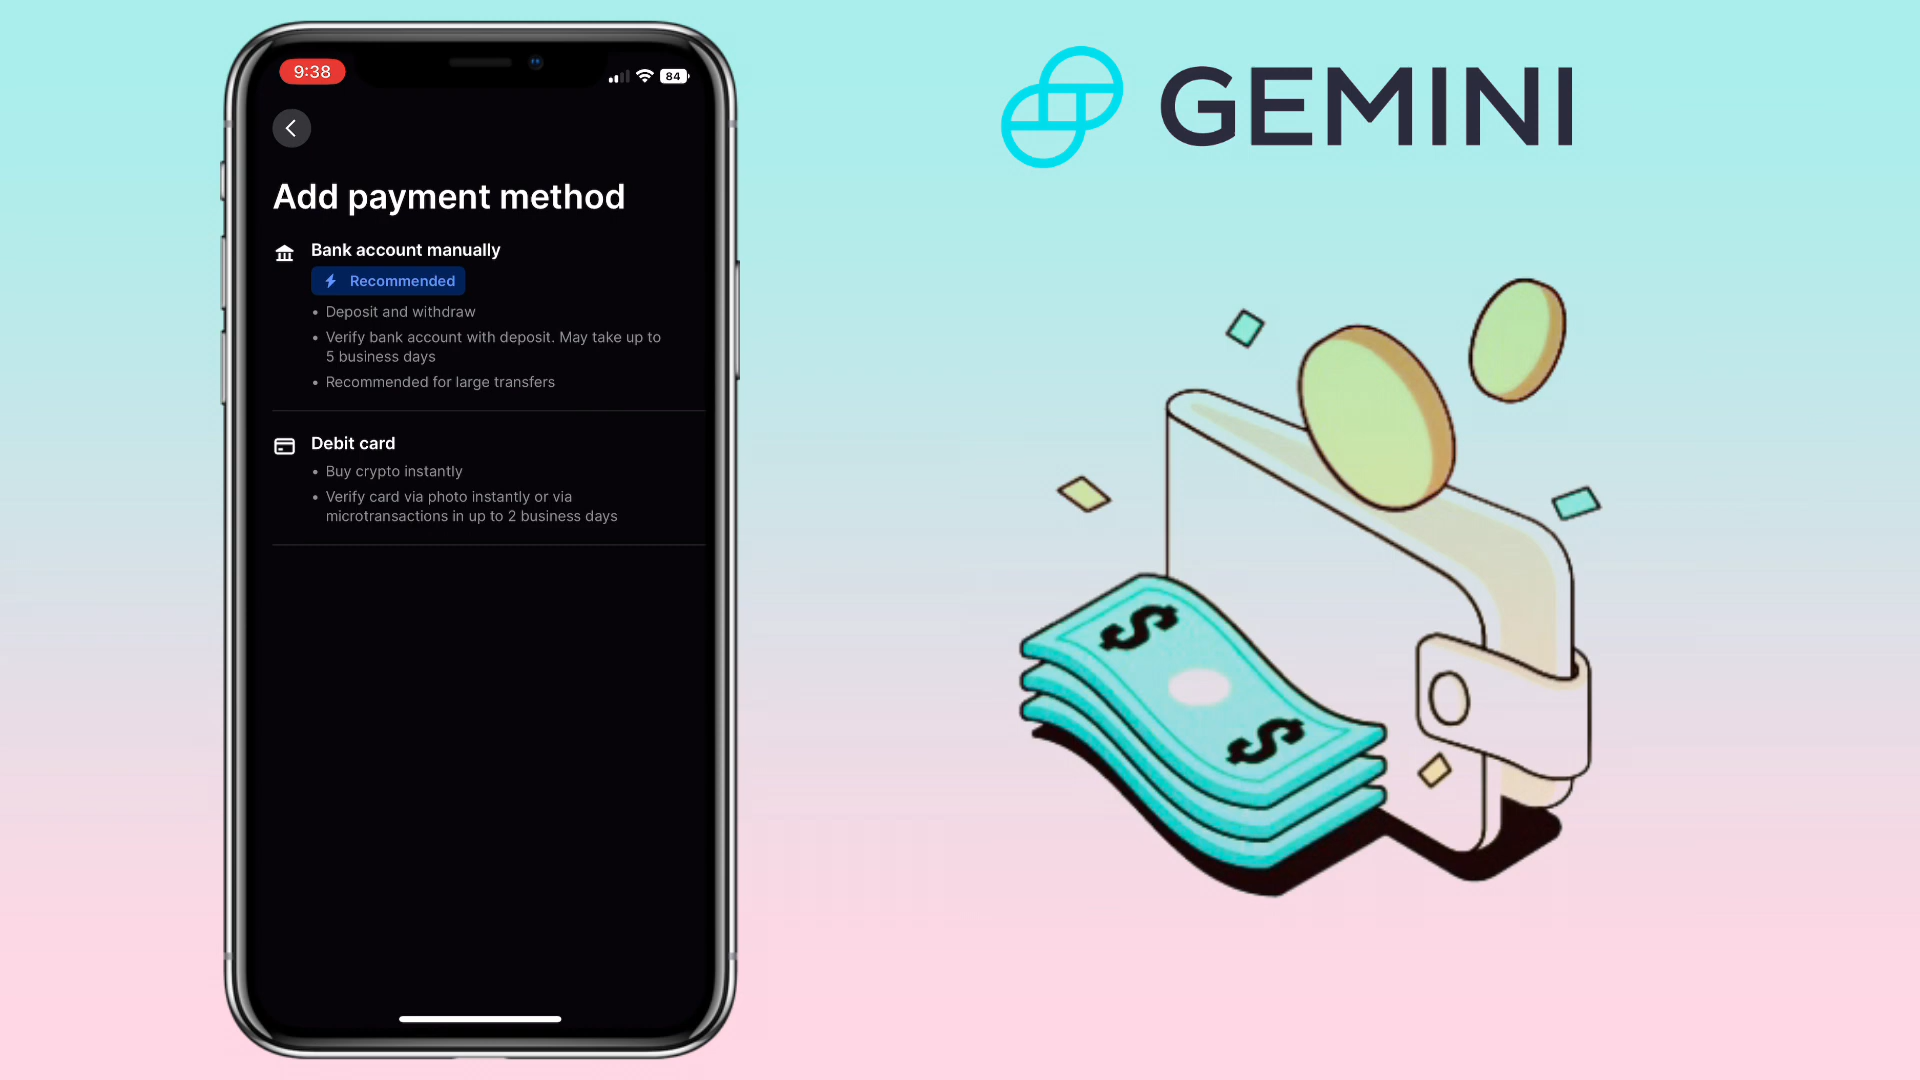 9:38
84
Add payment method
Bank account manually
Recommended
• Deposit and withdraw
• Verify bank account with deposit. May take up to
5 business days
• Recommended for large transfers
Debit card
• Buy crypto instantly
• Verify card via photo instantly or via
microtransactions in up to 2 business days
GEMINI
$
$